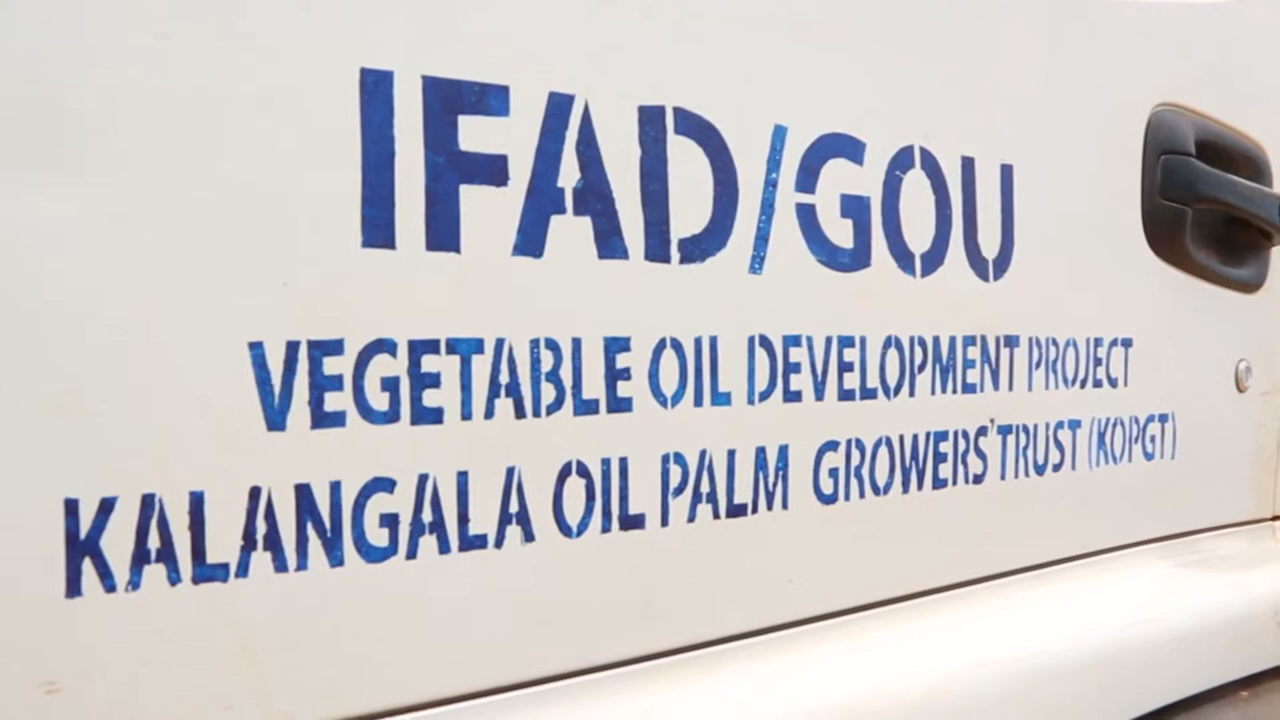 IFAD/GOU
VEGETABLE OIL DEVELOPMENT PROJECT
KALANGALA OIL PALM GROWERS'TRUST (KOPGT)